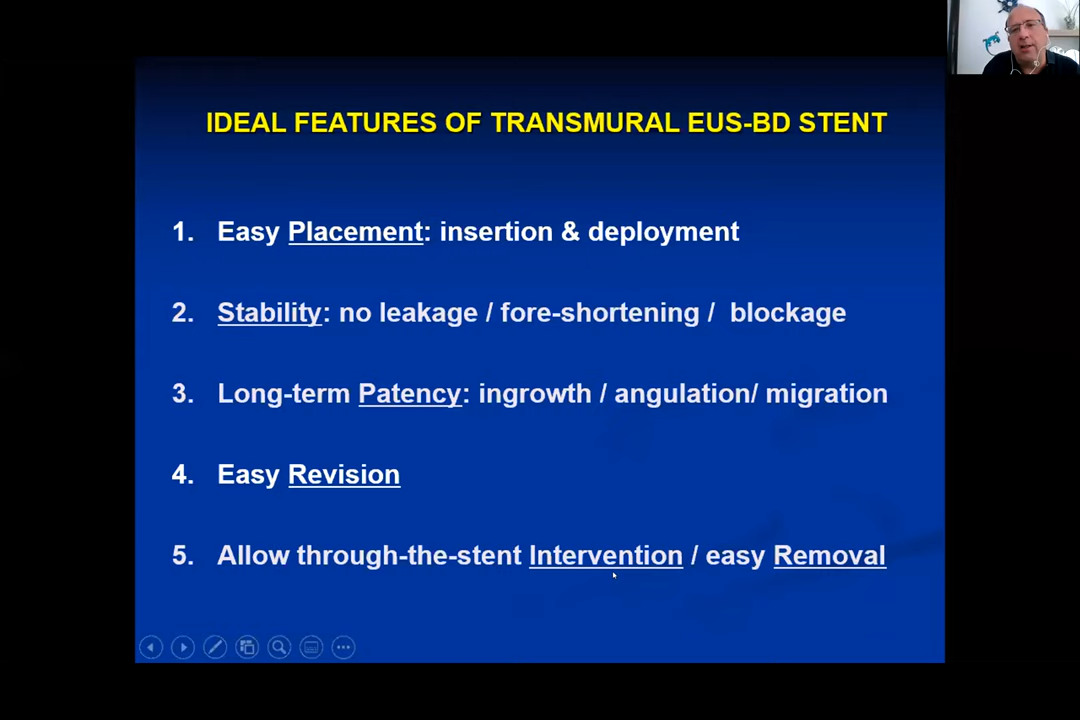 IDEAL FEATURES OF TRANSMURAL EUS-BD STENT
1. Easy Placement: insertion & deployment
2. Stability: no leakage / fore-shortening / blockage
3. Long-term Patency: ingrowth / angulation/ migration
4. Easy Revision
5. Allow through-the-stent Intervention / easy Removal